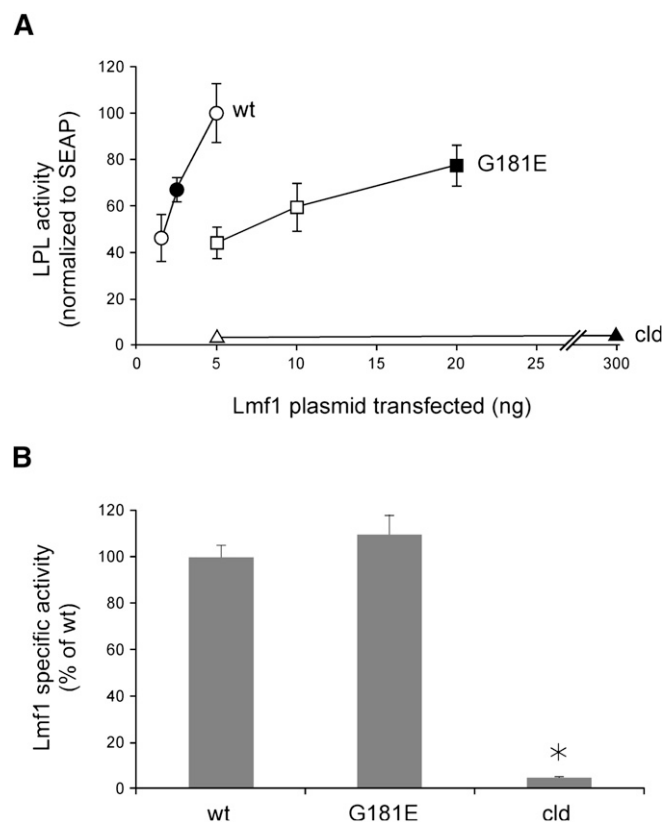 A
LPL activity
(normalized to SEAP)
120
100
80
60
40
20
0
wt
G181E
cld
0 5 10 15 20 25 300
Lmf1 plasmid transfected (ng)
B
Lmf1 specific activity
(% of wt)
120
100
80
60
40
20
0
*
wt G181E cld